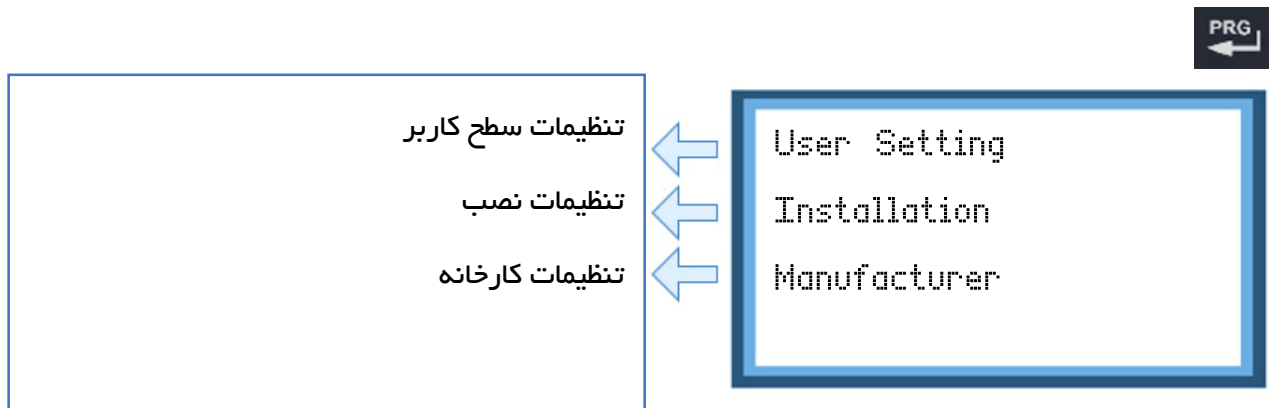 PRG
User Setting
تنظیمات سطح کاربر
Installation
تنظیمات نصب
Manufacturer
تنظیمات کارخانه